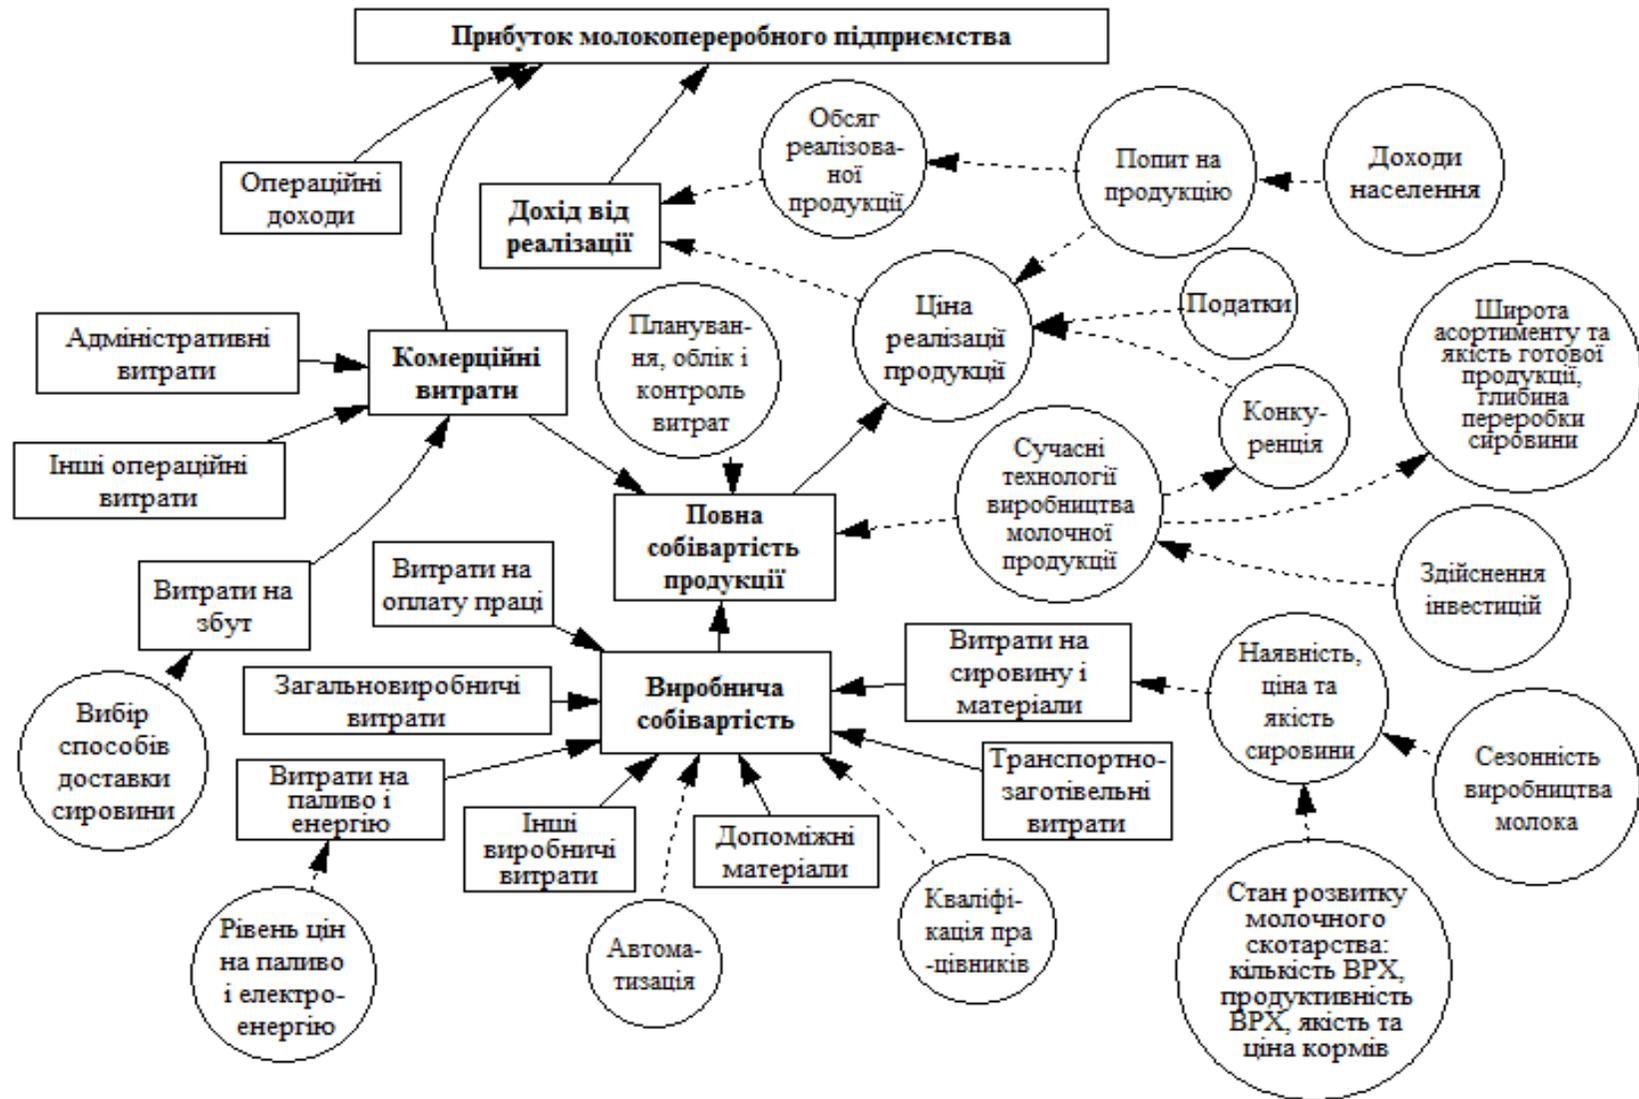 Прибуток молокопереробного підприємства
Обсяг
реалізова-
ної
продукції
Попит на
продукцію
Доходи
населення
Операційні
доходи
Дохід від
реалізації
Ціна
реалізації
продукції
Податки
Широта
асортименту та
якість готової
продукції,
глибина
переробки
сировини
Адміністративні
витрати
Комерційні
витрати
Плануван-
ня, облік і
контроль
витрат
Конку-
ренція
Інші операційні
витрати
Сучасні
технології
виробництва
молочної
продукції
Повна
собівартість
продукції
Витрати на
оплату праці
Витрати на
збут
Здійснення
інвестицій
Витрати на
сировину і
матеріали
Наявність,
ціна та
якість
сировини
Загальновиробничі
витрати
Виробнича
собівартість
Вибір
способів
доставки
сировини
Витрати на
паливо і
енергію
Транспортно-
заготівельні
витрати
Сезонність
виробництва
молока
Інші
виробничі
витрати
Допоміжні
матеріали
Рівень цін
на паливо
і електро-
енергію
Автома-
тизація
Кваліфі-
кація пра
-цівників
Стан розвитку
молочного
скотарства:
кількість ВРХ,
продуктивність
ВРХ, якість та
ціна кормів